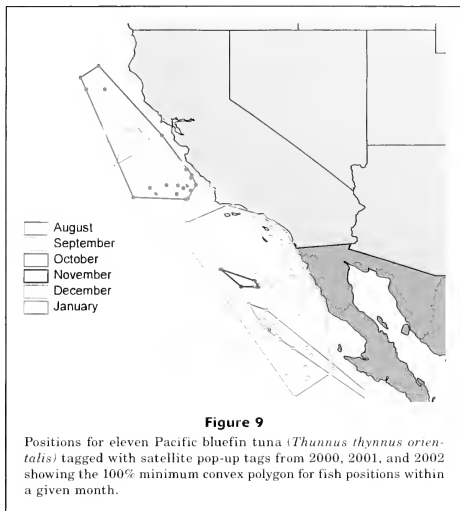 August
September
October
November
December
January
Figure 9
Positions for eleven Pacific bluefin tuna (Thunnus thynnus orien-
talis) tagged with satellite pop-up tags from 2000, 2001, and 2002
showing the 100% minimum convex polygon for fish positions within
a given month.